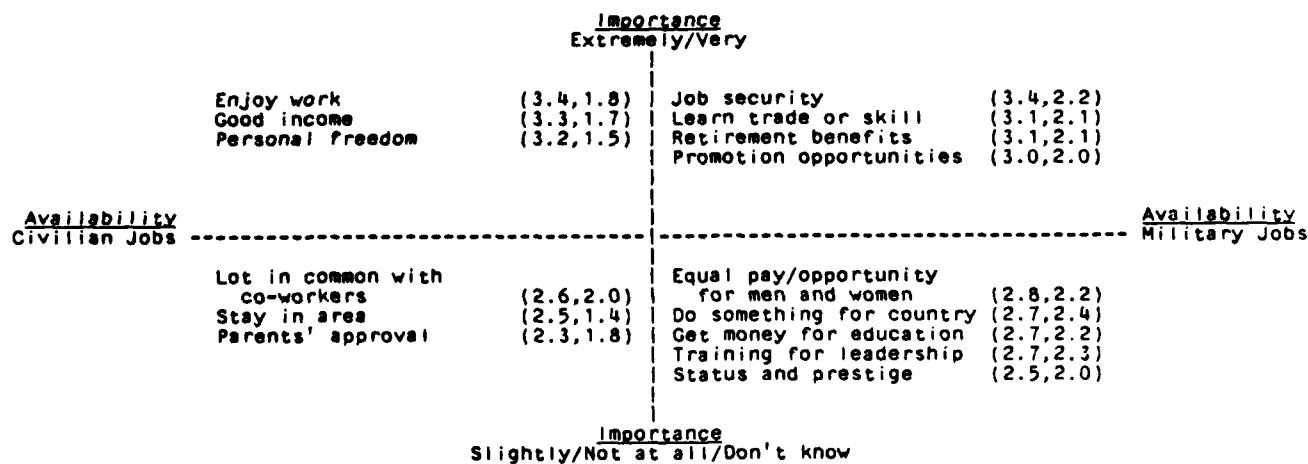 Importance
Extremely/Very
Enjoy work (3.4,1.8) Job security (3.4,2.2)
Good income (3.3,1.7) Learn trade or skill (3.1,2.1)
Personal freedom (3.2,1.5) Retirement benefits (3.1,2.1)
Promotion opportunities (3.0,2.0)
Availability Availability
Civilian Jobs Military Jobs
Lot in common with Equal pay/opportunity
co-workers (2.6,2.0) for men and women (2.8,2.2)
Stay in area (2.5,1.4) Do something for country (2.7,2.4)
Parents' approval (2.3,1.8) Get money for education (2.7,2.2)
Training for leadership (2.7,2.3)
Status and prestige (2.5,2.0)
Importance
Slightly/Not at all/Don't know